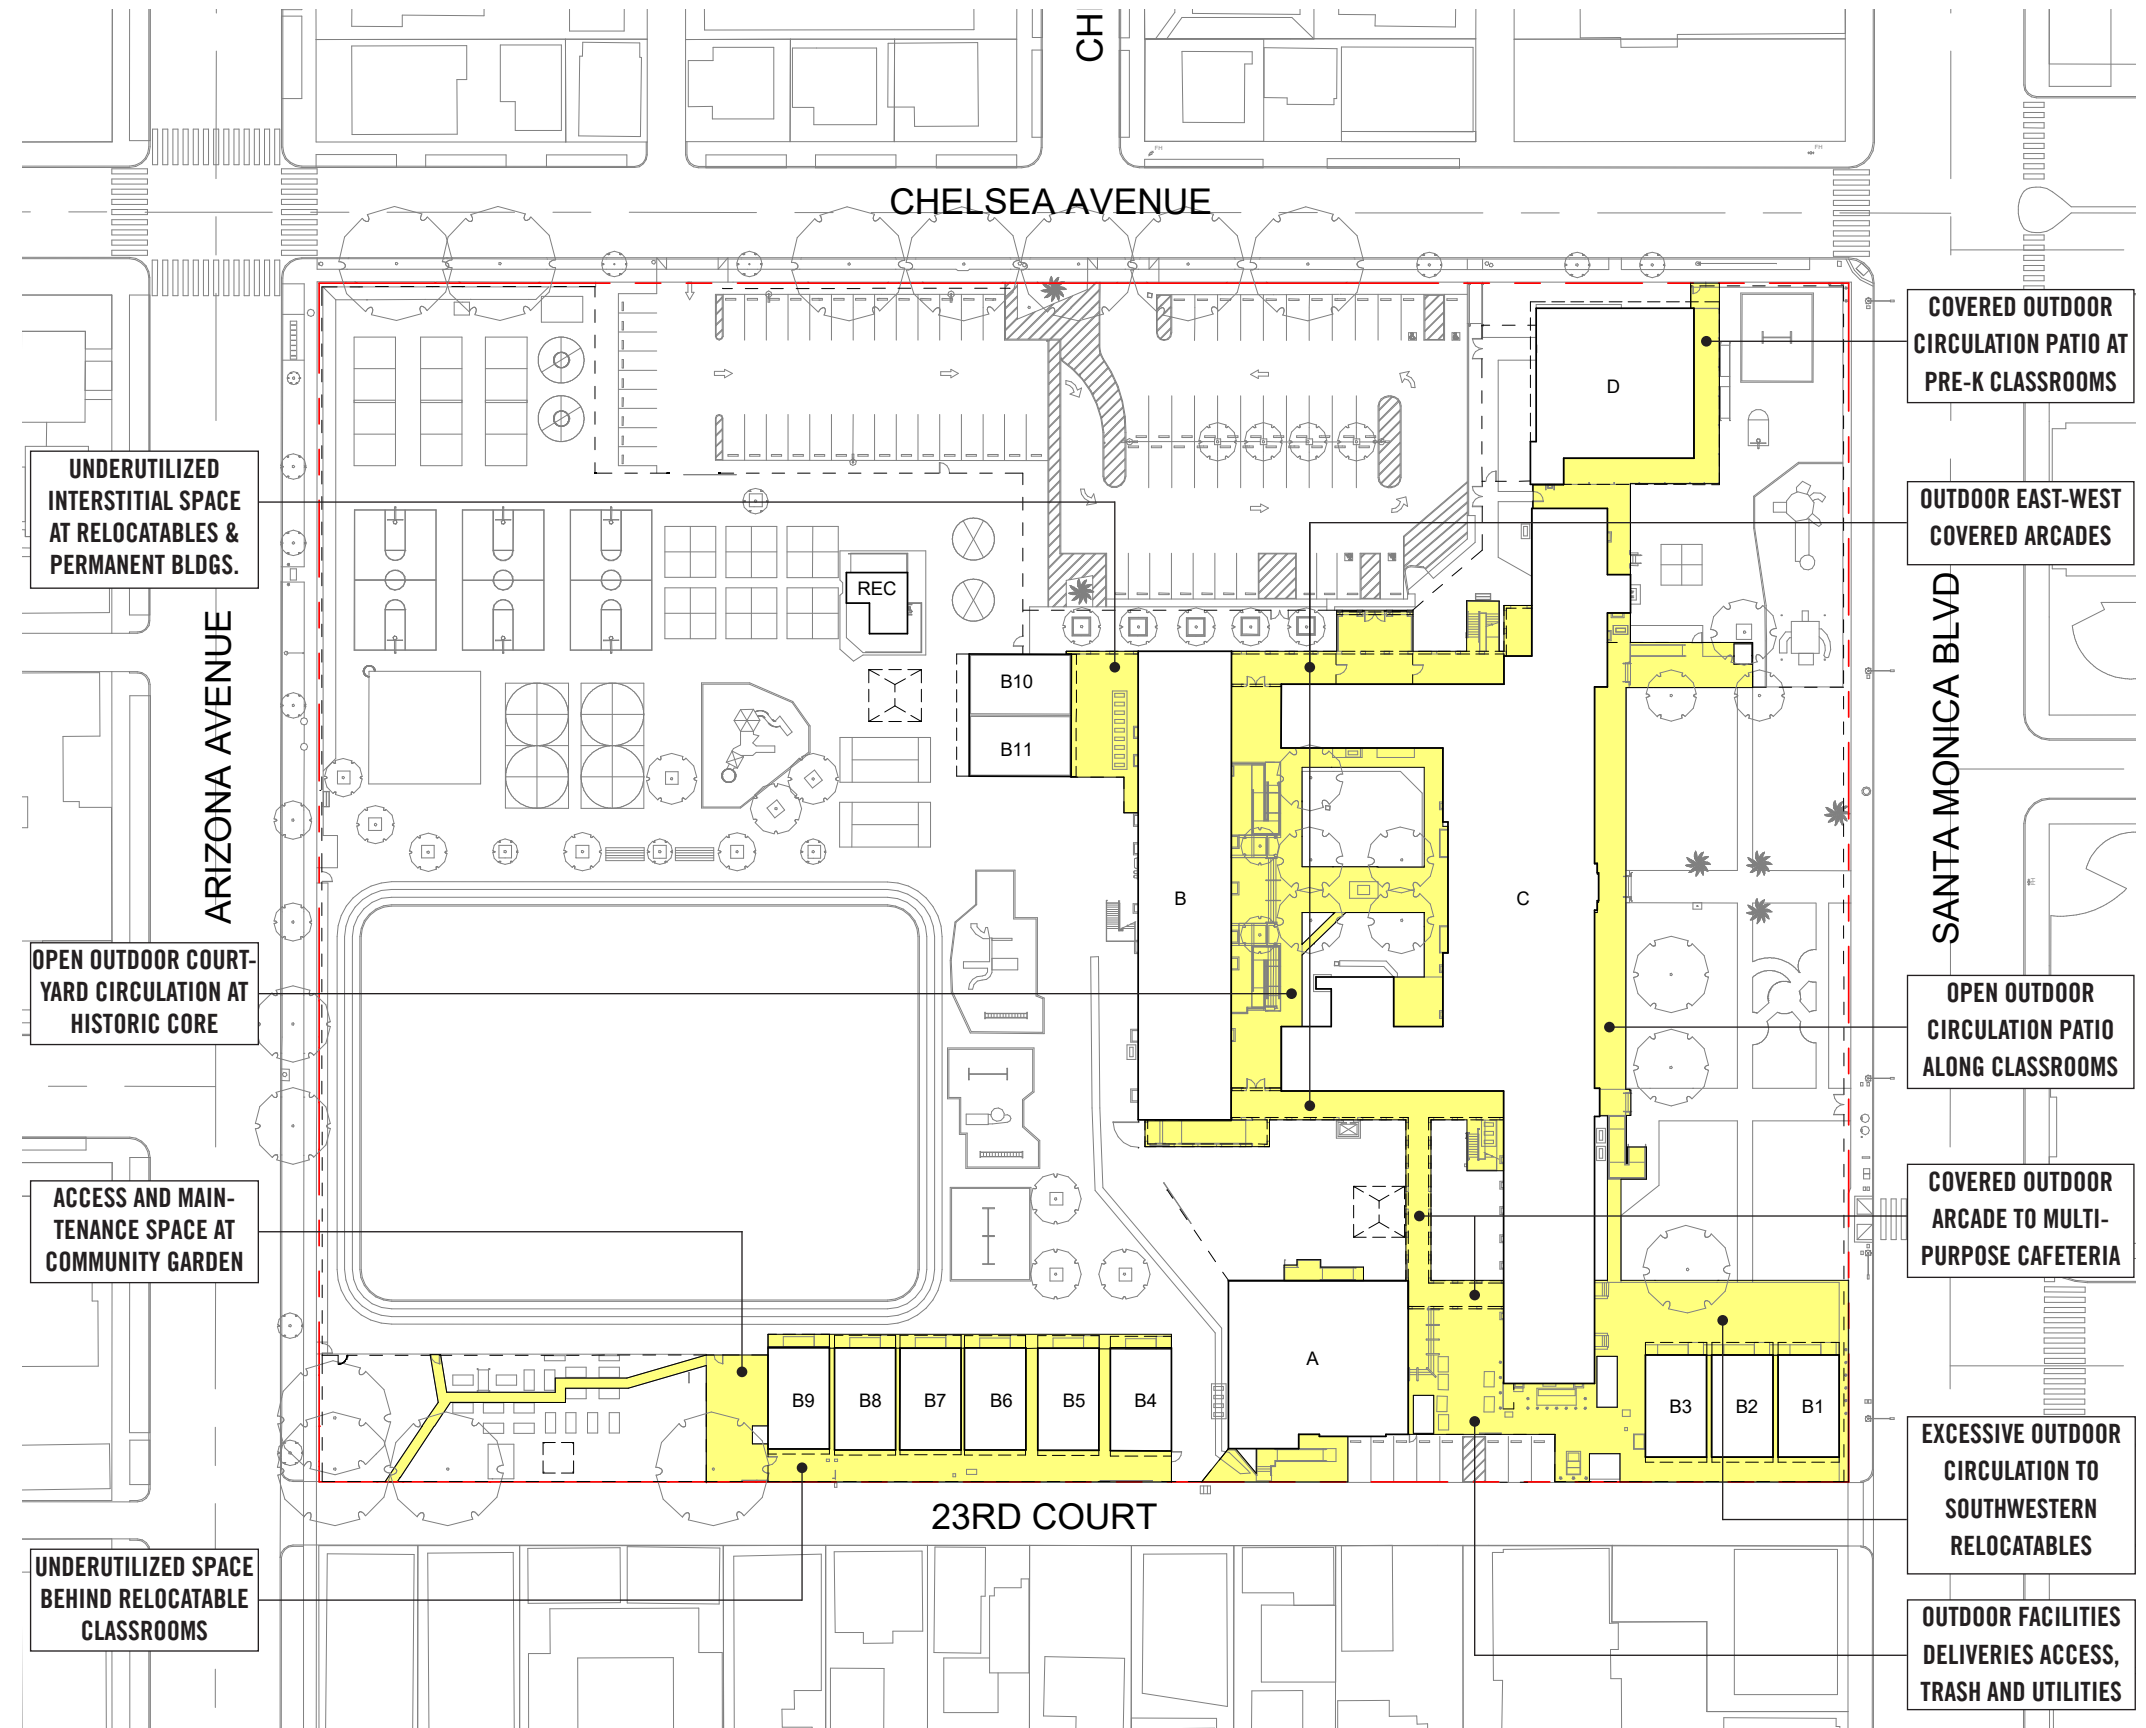 CH
CHELSEA AVENUE
FH
FH
COVERED OUTDOOR
CIRCULATION PATIO AT
PRE-K CLASSROOMS
D
UNDERUTILIZED
INTERSTITIAL SPACE
AT RELOCATABLES &
PERMANENT BLDGS.
OUTDOOR EAST-WEST
COVERED ARCADES
REC
ARIZONA AVENUE
SANTA MONICA BLVD
B10
B11
B
C
OPEN OUTDOOR COURT-
YARD CIRCULATION AT
HISTORIC CORE
OPEN OUTDOOR
CIRCULATION PATIO
ALONG CLASSROOMS
ACCESS AND MAIN-
TENANCE SPACE AT
COMMUNITY GARDEN
COVERED OUTDOOR
ARCADE TO MULTI-
PURPOSE CAFETERIA
A
B9
B8
B7
B6
B5
B4
B3
B2
B1
EXCESSIVE OUTDOOR
CIRCULATION TO
SOUTHWESTERN
RELOCATABLES
23RD COURT
UNDERUTILIZED SPACE
BEHIND RELOCATABLE
CLASSROOMS
OUTDOOR FACILITIES
DELIVERIES ACCESS,
TRASH AND UTILITIES